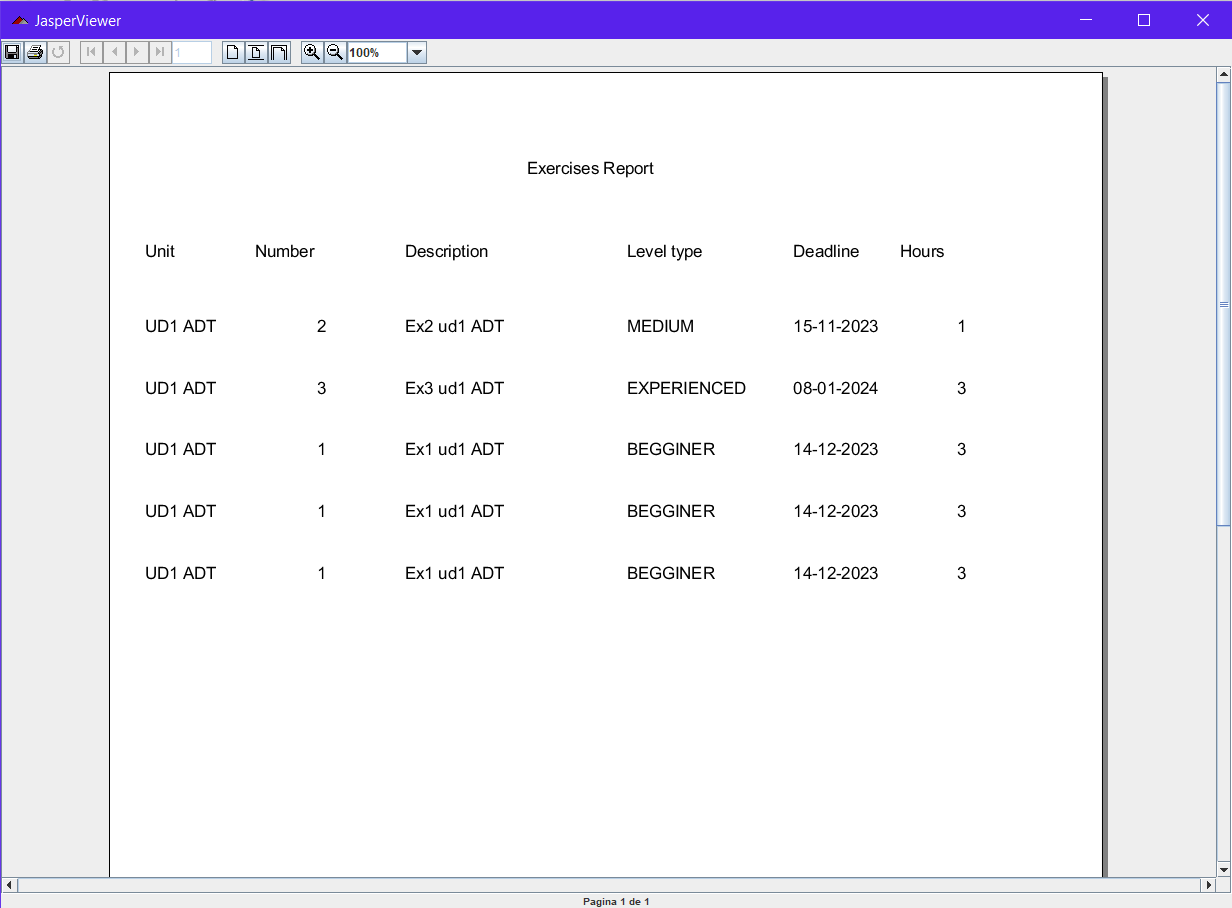 JasperViewer
1 100%
Exercises Report
Unit Number Description Level type Deadline Hours
UD1 ADT 2 Ex2 ud1 ADT MEDIUM 15-11-2023 1
UD1 ADT 3 Ex3 ud1 ADT EXPERIENCED 08-01-2024 3
UD1 ADT 1 Ex1 ud1 ADT BEGGINER 14-12-2023 3
UD1 ADT 1 Ex1 ud1 ADT BEGGINER 14-12-2023 3
UD1 ADT 1 Ex1 ud1 ADT BEGGINER 14-12-2023 3
Pagina 1 de 1